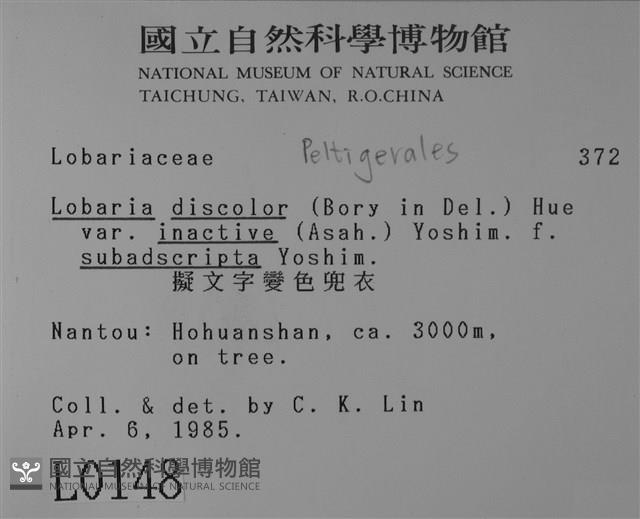 國立自然科學博物館
NATIONAL MUSEUM OF NATURAL SCIENCE
TAICHUNG, TAIWAN, R.O.CHINA
Lobariaceae Peltigerales 372
Lobaria discolor (Bory in Del.) Hue
var. inactive (Asah.) Yoshim. f.
subadscripta Yoshim.
擬文字變色兜衣
Nantou: Hohuanshan, ca. 3000m,
on tree.
Coll. & det. by C. K. Lin
Apr. 6, 1985.
國立自然科學博物館
NATIONAL MUSEUM OF NATURAL SCIENCE
L0148